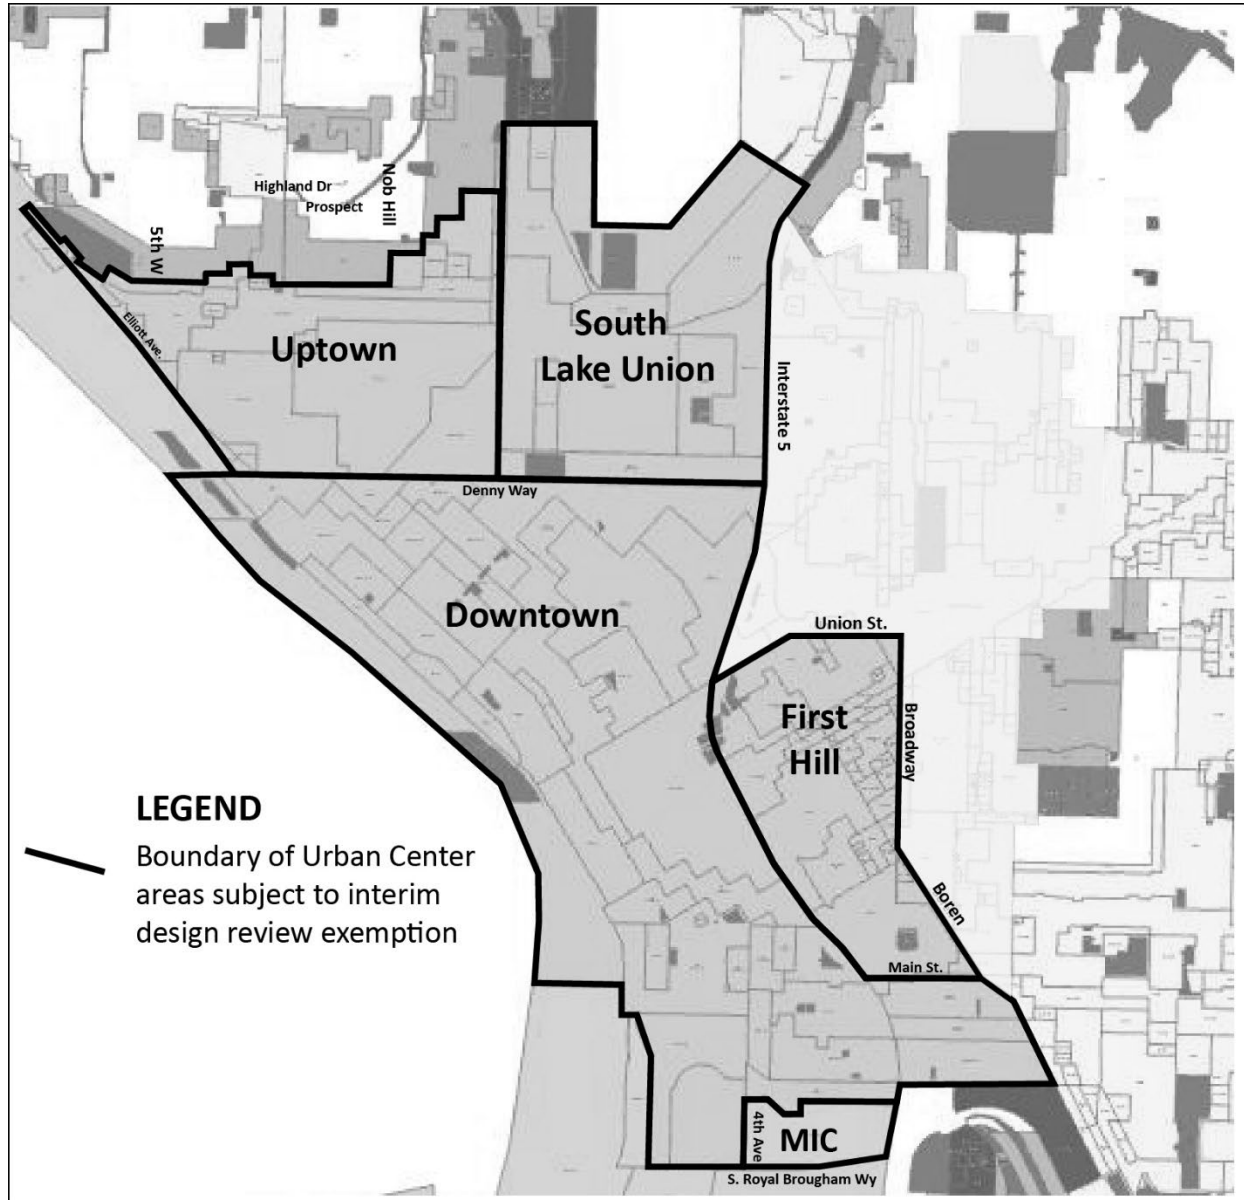 Highland Dr
Prospect
Nob Hill
5th W
Elliott Ave.
Uptown
South
Lake Union
Interstate 5
Denny Way
Downtown
Union St.
First
Hill
Broadway
LEGEND
Boundary of Urban Center
areas subject to interim
design review exemption
Boren
Main St.
4th Ave
MIC
S. Royal Brougham Wy